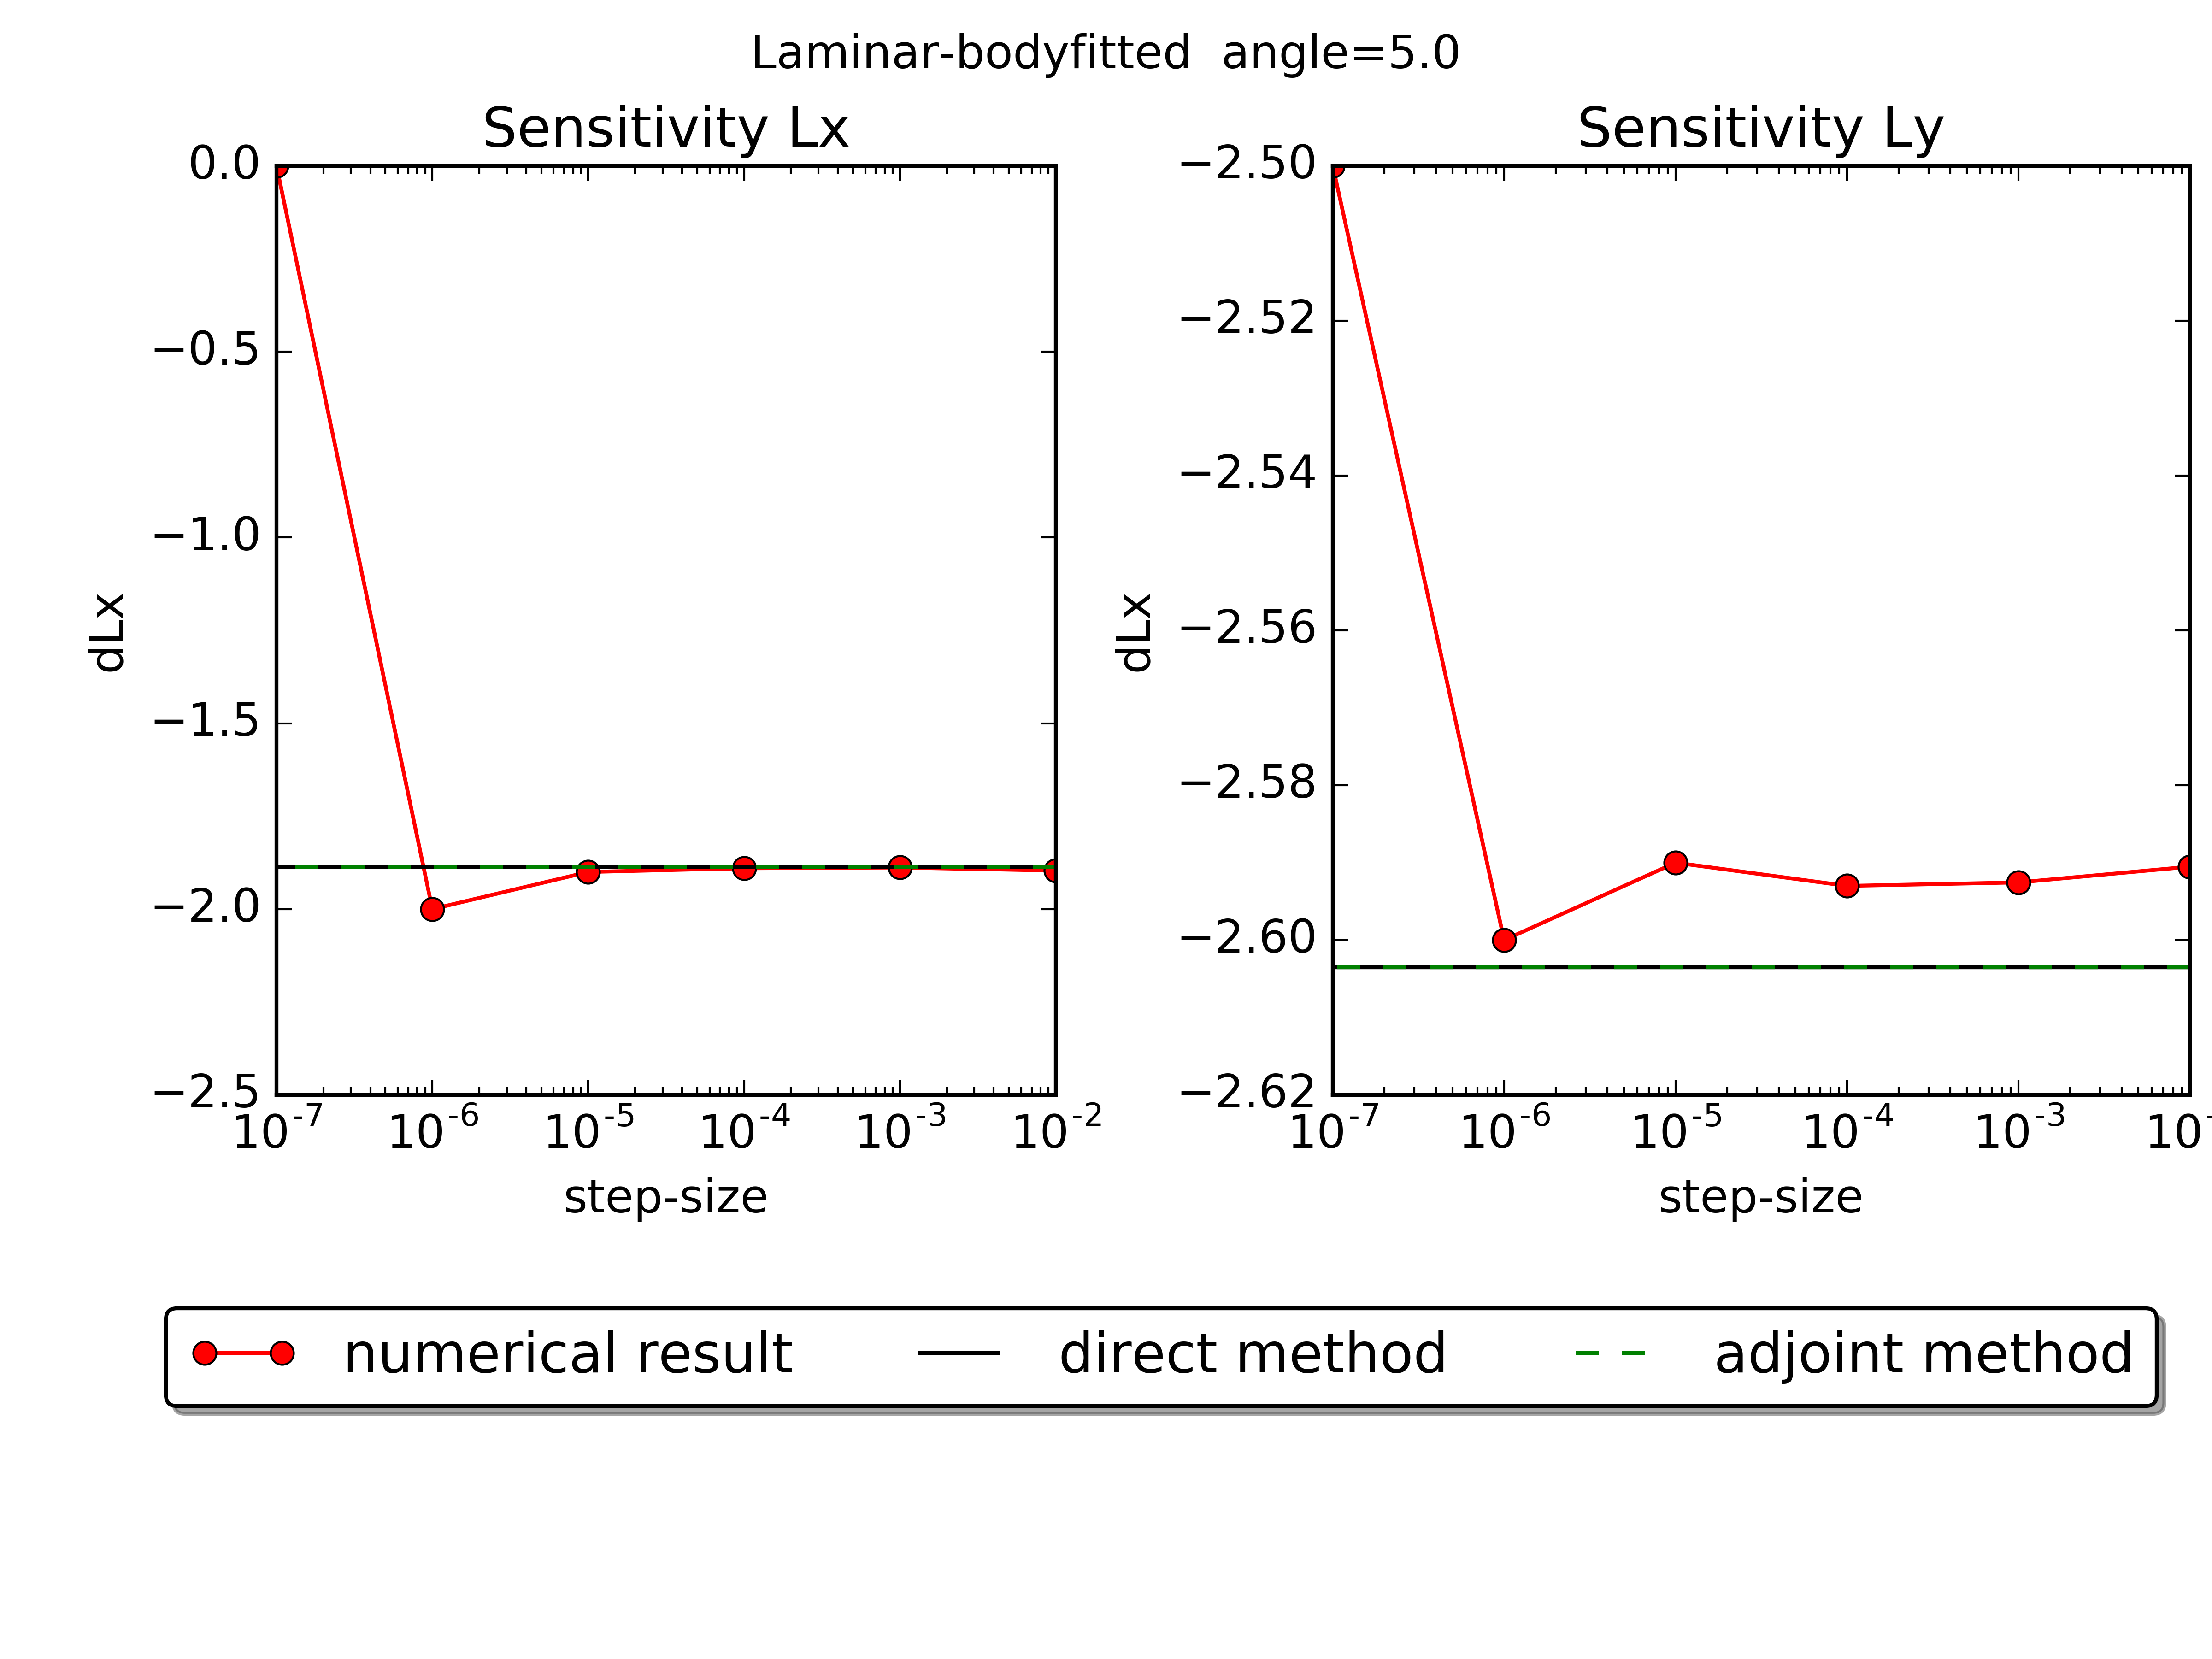 Laminar-bodyfitted angle=5.0
Sensitivity Lx
Sensitivity Ly
0.0
−0.5
−1.0
−1.5
−2.0
−2.5
dLx
10^-7 10^-6 10^-5 10^-4 10^-3 10^-2
step-size
−2.50
−2.52
−2.54
−2.56
−2.58
−2.60
−2.62
dLx
10^-7 10^-6 10^-5 10^-4 10^-3 10^-
step-size
numerical result direct method adjoint method